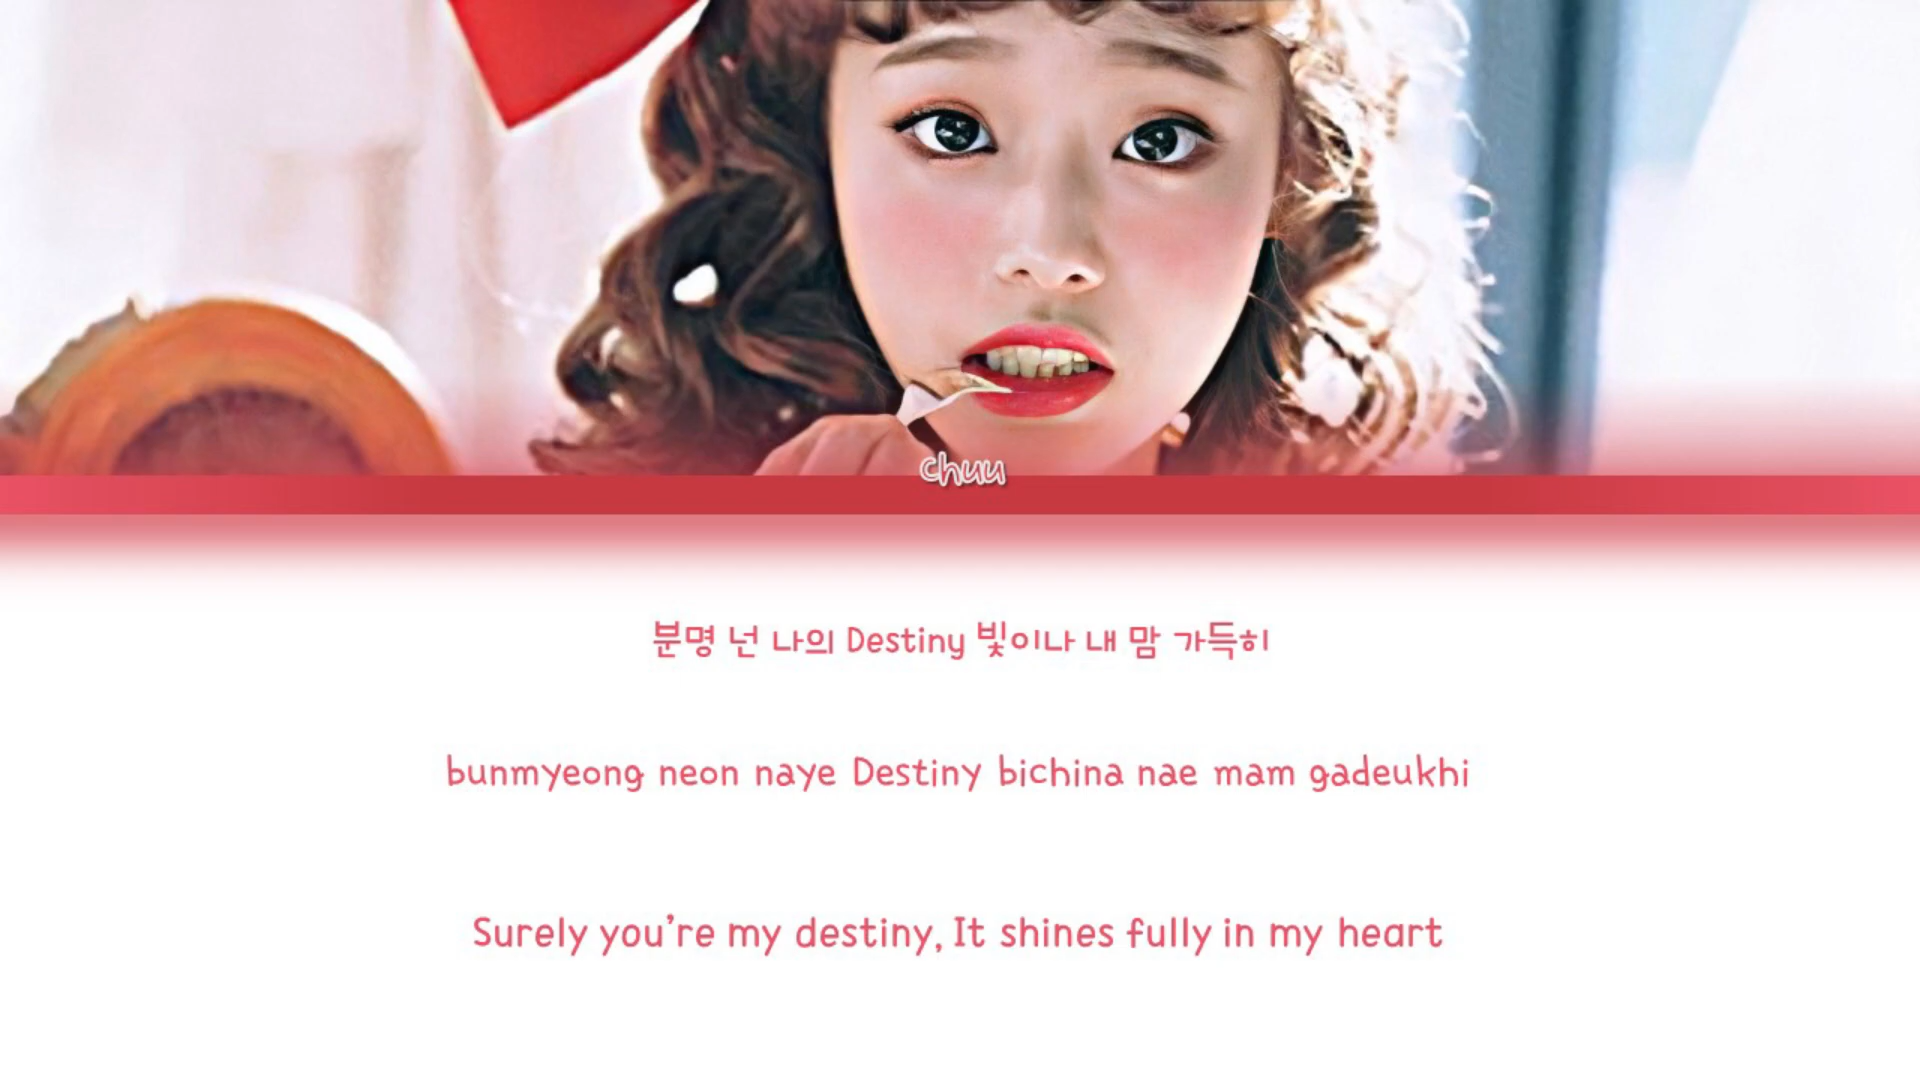 chuu
분명 넌 나의 Destiny 빛이나 내 맘 가득히
bunmyeong neon naye Destiny bichina nae mam gadeukhi
Surely you’re my destiny, It shines fully in my heart